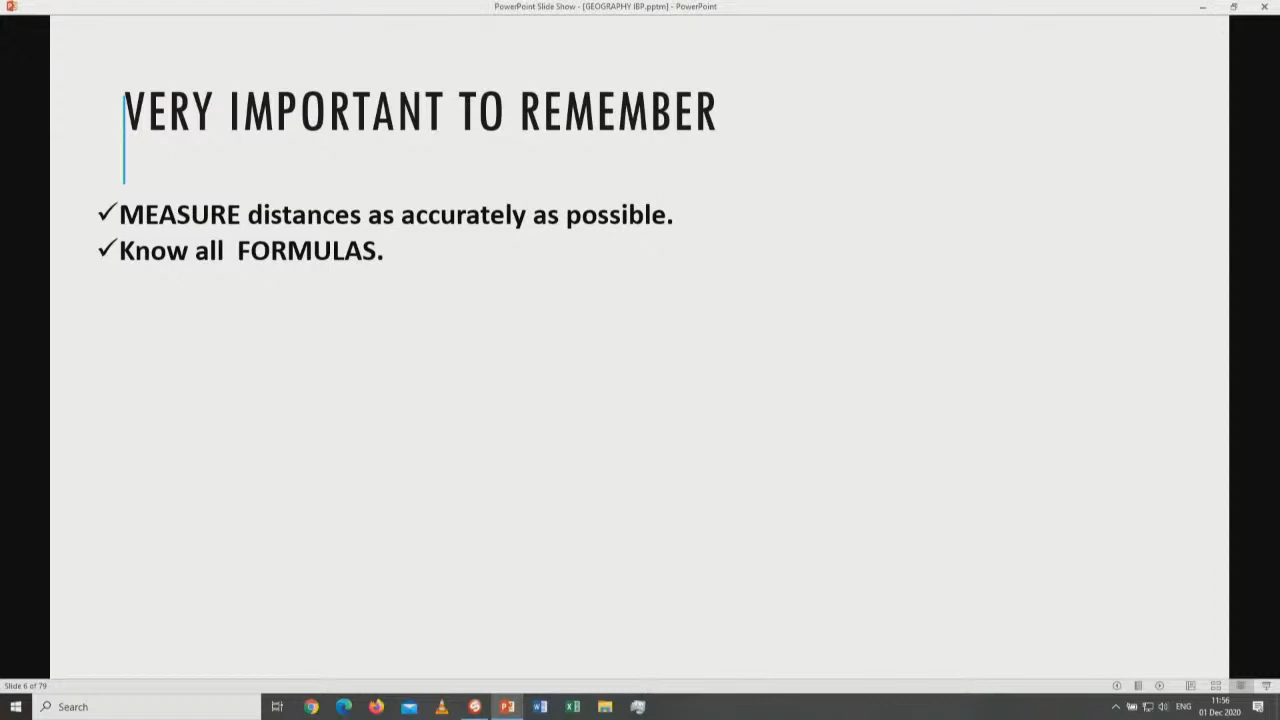 PowerPoint Slide Show - [GEOGRAPHY IBP.pptm] - PowerPoint
VERY IMPORTANT TO REMEMBER
✓MEASURE distances as accurately as possible.
✓Know all FORMULAS.
Slide 6 of 79
Search
ENG
11:56
01 Dec 2020